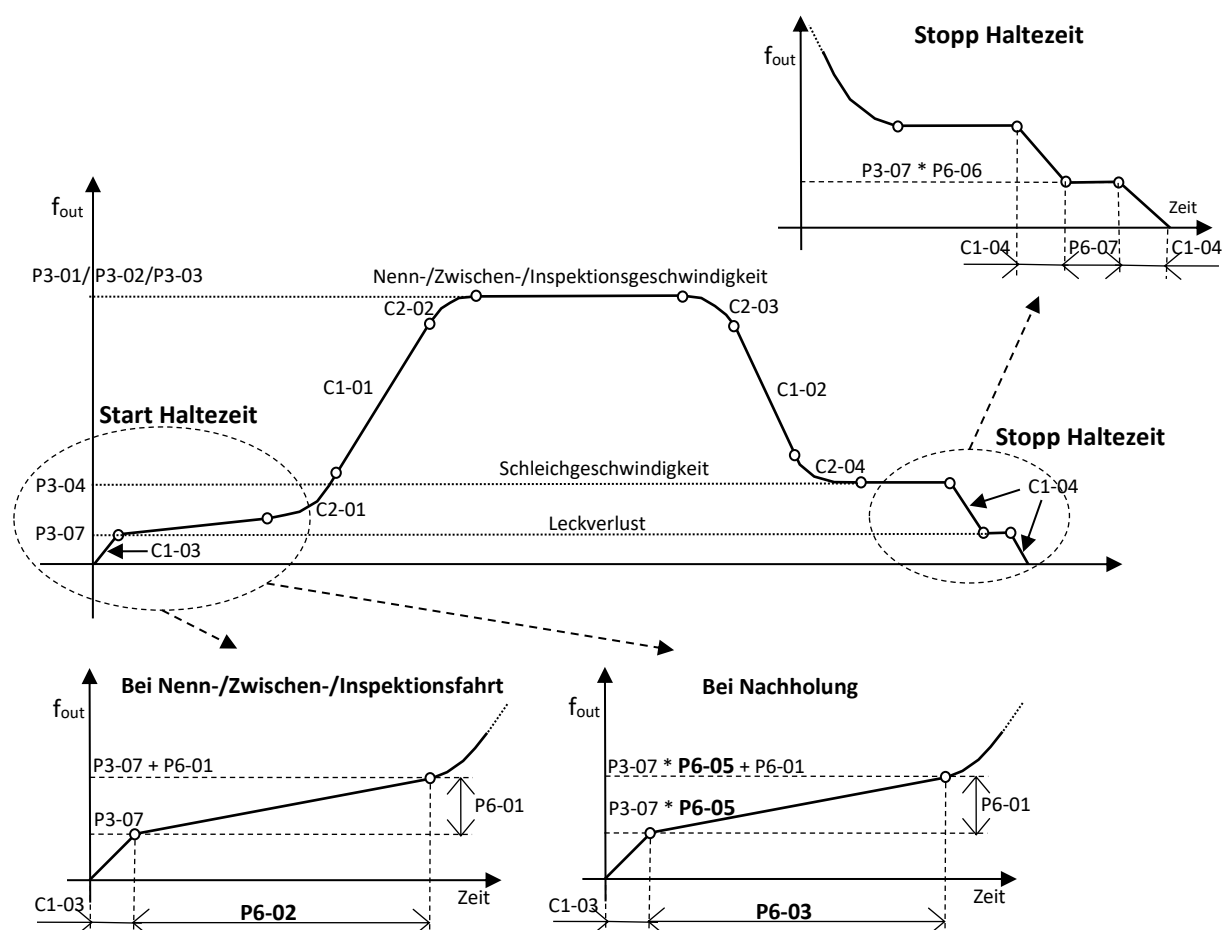 Stopp Haltezeit
fout
P3-07 * P6-06
Zeit
C1-04
P6-07
C1-04
fout
P3-01/ P3-02/P3-03
Nenn-/Zwischen-/Inspektionsgeschwindigkeit
C2-02
C2-03
C1-01
C1-02
Start Haltezeit
Stopp Haltezeit
P3-04
Schleichgeschwindigkeit
C2-04
C1-04
C2-01
P3-07
Leckverlust
C1-03
Bei Nenn-/Zwischen-/Inspektionsfahrt
fout
P3-07 + P6-01
P6-01
P3-07
Zeit
C1-03
P6-02
Bei Nachholung
fout
P3-07 * P6-05 + P6-01
P6-01
P3-07 * P6-05
Zeit
C1-03
P6-03